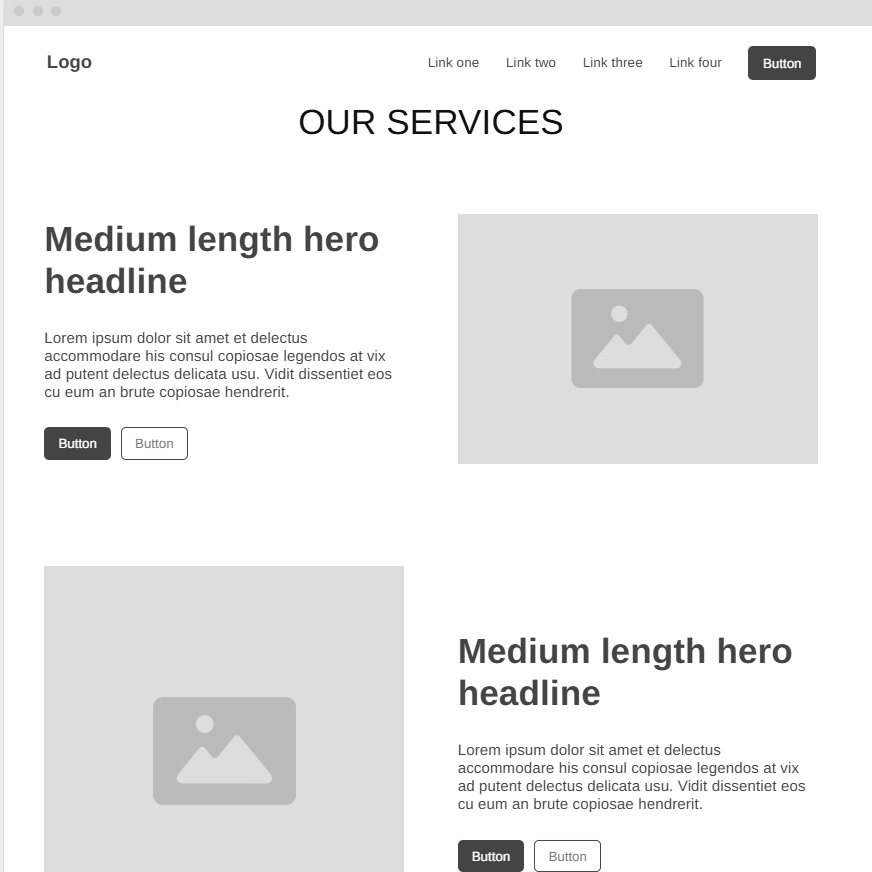 Logo
Link one
Link two
Link three
Link four
Button
OUR SERVICES
Medium length hero
headline
Lorem ipsum dolor sit amet et delectus
accommodare his consul copiosae legendos at vix
ad putent delectus delicata usu. Vidit dissentiet eos
cu eum an brute copiosae hendrerit.
Button
Button
Medium length hero
headline
Lorem ipsum dolor sit amet et delectus
accommodare his consul copiosae legendos at vix
ad putent delectus delicata usu. Vidit dissentiet eos
cu eum an brute copiosae hendrerit.
Button
Button